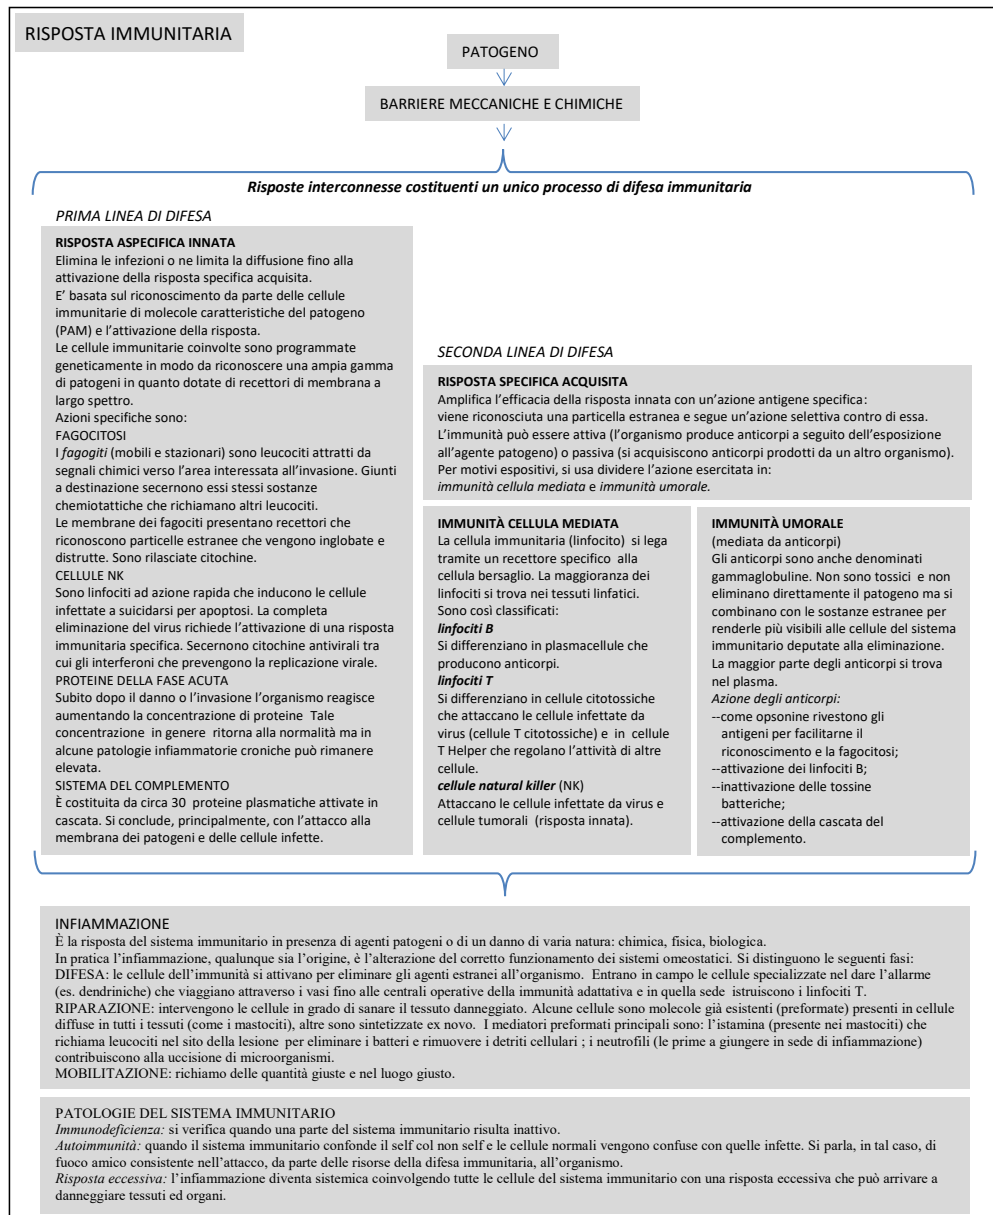 RISPOSTA IMMUNITARIA
PATOGENO
BARRIERE MECCANICHE E CHIMICHE
Risposte interconnesse costituenti un unico processo di difesa immunitaria
PRIMA LINEA DI DIFESA
RISPOSTA ASPECIFICA INNATA
Elimina le infezioni o ne limita la diffusione fino alla
attivazione della risposta specifica acquisita.
E’ basata sul riconoscimento da parte delle cellule
immunitarie di molecole caratteristiche del patogeno
(PAM) e l’attivazione della risposta.
Le cellule immunitarie coinvolte sono programmate
geneticamente in modo da riconoscere una ampia gamma
di patogeni in quanto dotate di recettori di membrana a
largo spettro.
Azioni specifiche sono:
FAGOCITOSI
I fagogiti (mobili e stazionari) sono leucociti attratti da
segnali chimici verso l’area interessata all’invasione. Giunti
a destinazione secernono essi stessi sostanze
chemiotattiche che richiamano altri leucociti.
Le membrane dei fagociti presentano recettori che
riconoscono particelle estranee che vengono inglobate e
distrutte. Sono rilasciate citochine.
CELLULE NK
Sono linfociti ad azione rapida che inducono le cellule
infettate a suicidarsi per apoptosi. La completa
eliminazione del virus richiede l’attivazione di una risposta
immunitaria specifica. Secernono citochine antivirali tra
cui gli interferoni che prevengono la replicazione virale.
PROTEINE DELLA FASE ACUTA
Subito dopo il danno o l’invasione l’organismo reagisce
aumentando la concentrazione di proteine Tale
concentrazione in genere ritorna alla normalità ma in
alcune patologie infiammatorie croniche può rimanere
elevata.
SISTEMA DEL COMPLEMENTO
È costituita da circa 30 proteine plasmatiche attivate in
cascata. Si conclude, principalmente, con l’attacco alla
membrana dei patogeni e delle cellule infette.
SECONDA LINEA DI DIFESA
RISPOSTA SPECIFICA ACQUISITA
Amplifica l’efficacia della risposta innata con un’azione antigene specifica:
viene riconosciuta una particella estranea e segue un’azione selettiva contro di essa.
L’immunità può essere attiva (l’organismo produce anticorpi a seguito dell’esposizione
all’agente patogeno) o passiva (si acquisiscono anticorpi prodotti da un altro organismo).
Per motivi espositivi, si usa dividere l’azione esercitata in:
immunità cellula mediata e immunità umorale.
IMMUNITÀ CELLULA MEDIATA
La cellula immunitaria (linfocito) si lega
tramite un recettore specifico alla
cellula bersaglio. La maggioranza dei
linfociti si trova nei tessuti linfatici.
Sono così classificati:
linfociti B
Si differenziano in plasmacellule che
producono anticorpi.
linfociti T
Si differenziano in cellule citotossiche
che attaccano le cellule infettate da
virus (cellule T citotossiche) e in cellule
T Helper che regolano l’attività di altre
cellule.
cellule natural killer (NK)
Attaccano le cellule infettate da virus e
cellule tumorali (risposta innata).
IMMUNITÀ UMORALE
(mediata da anticorpi)
Gli anticorpi sono anche denominati
gammaglobuline. Non sono tossici e non
eliminano direttamente il patogeno ma si
combinano con le sostanze estranee per
renderle più visibili alle cellule del sistema
immunitario deputate alla eliminazione.
La maggior parte degli anticorpi si trova
nel plasma.
Azione degli anticorpi:
--come opsonine rivestono gli
antigeni per facilitarne il
riconoscimento e la fagocitosi;
--attivazione dei linfociti B;
--inattivazione delle tossine
batteriche;
--attivazione della cascata del
complemento.
INFIAMMAZIONE
È la risposta del sistema immunitario in presenza di agenti patogeni o di un danno di varia natura: chimica, fisica, biologica.
In pratica l’infiammazione, qualunque sia l’origine, è l’alterazione del corretto funzionamento dei sistemi omeostatici. Si distinguono le seguenti fasi:
DIFESA: le cellule dell’immunità si attivano per eliminare gli agenti estranei all’organismo. Entrano in campo le cellule specializzate nel dare l’allarme
(es. dendriniche) che viaggiano attraverso i vasi fino alle centrali operative della immunità adattativa e in quella sede istruiscono i linfociti T.
RIPARAZIONE: intervengono le cellule in grado di sanare il tessuto danneggiato. Alcune cellule sono molecole già esistenti (preformate) presenti in cellule
diffuse in tutti i tessuti (come i mastociti), altre sono sintetizzate ex novo. I mediatori preformati principali sono: l’istamina (presente nei mastociti) che
richiama leucociti nel sito della lesione per eliminare i batteri e rimuovere i detriti cellulari ; i neutrofili (le prime a giungere in sede di infiammazione)
contribuiscono alla uccisione di microorganismi.
MOBILITAZIONE: richiamo delle quantità giuste e nel luogo giusto.
PATOLOGIE DEL SISTEMA IMMUNITARIO
Immunodeficienza: si verifica quando una parte del sistema immunitario risulta inattivo.
Autoimmunità: quando il sistema immunitario confonde il self col non self e le cellule normali vengono confuse con quelle infette. Si parla, in tal caso, di
fuoco amico consistente nell’attacco, da parte delle risorse della difesa immunitaria, all’organismo.
Risposta eccessiva: l’infiammazione diventa sistemica coinvolgendo tutte le cellule del sistema immunitario con una risposta eccessiva che può arrivare a
danneggiare tessuti ed organi.